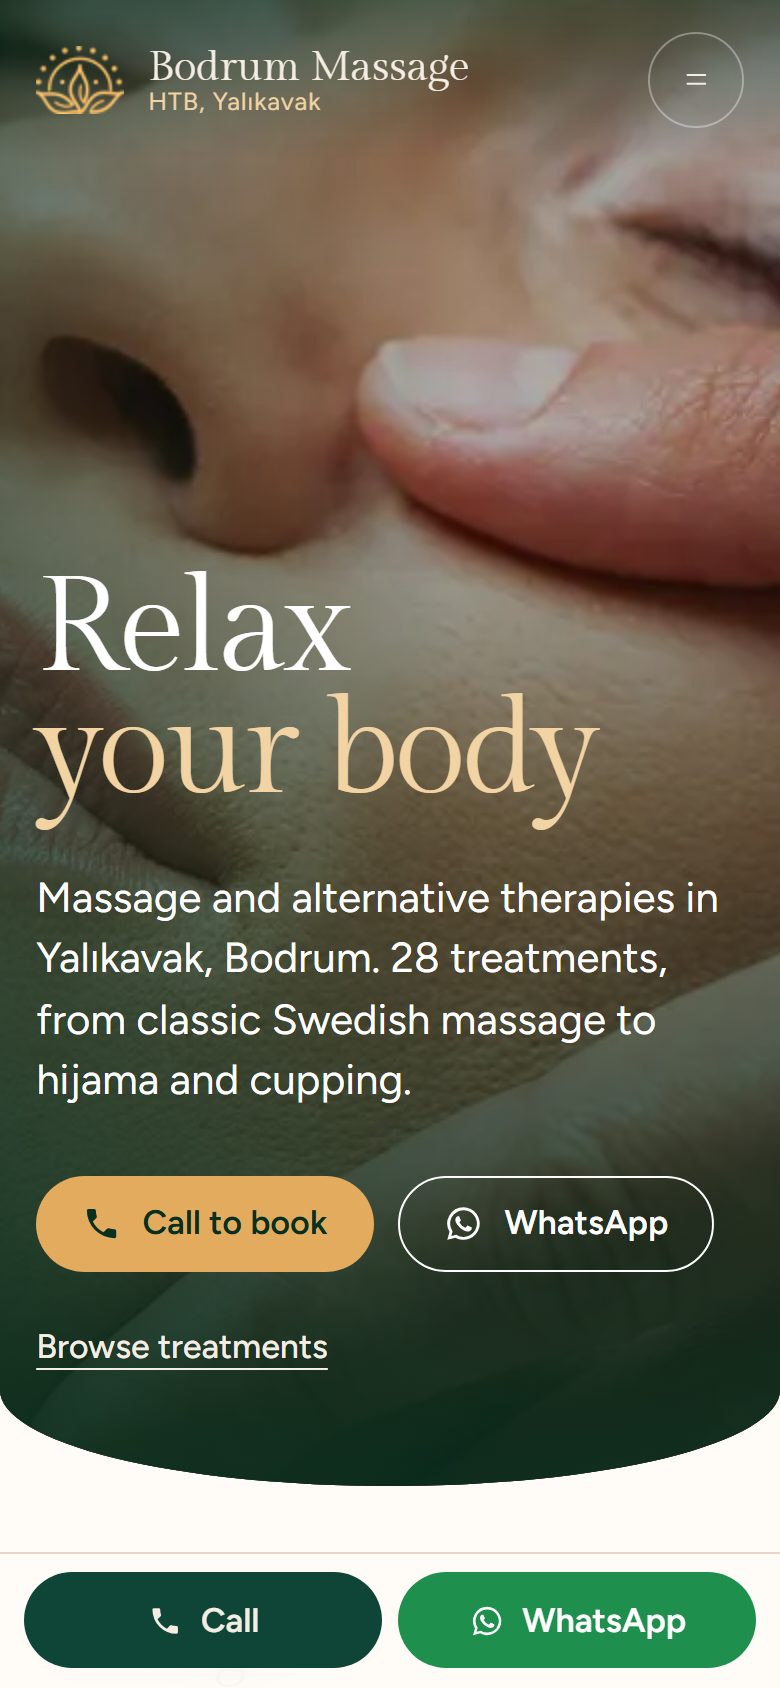 Bodrum Massage
HTB, Yalıkavak
Relax
your body
Massage and alternative therapies in
Yalıkavak, Bodrum. 28 treatments,
from classic Swedish massage to
hijama and cupping.
Call to book
WhatsApp
Browse treatments
Call
WhatsApp